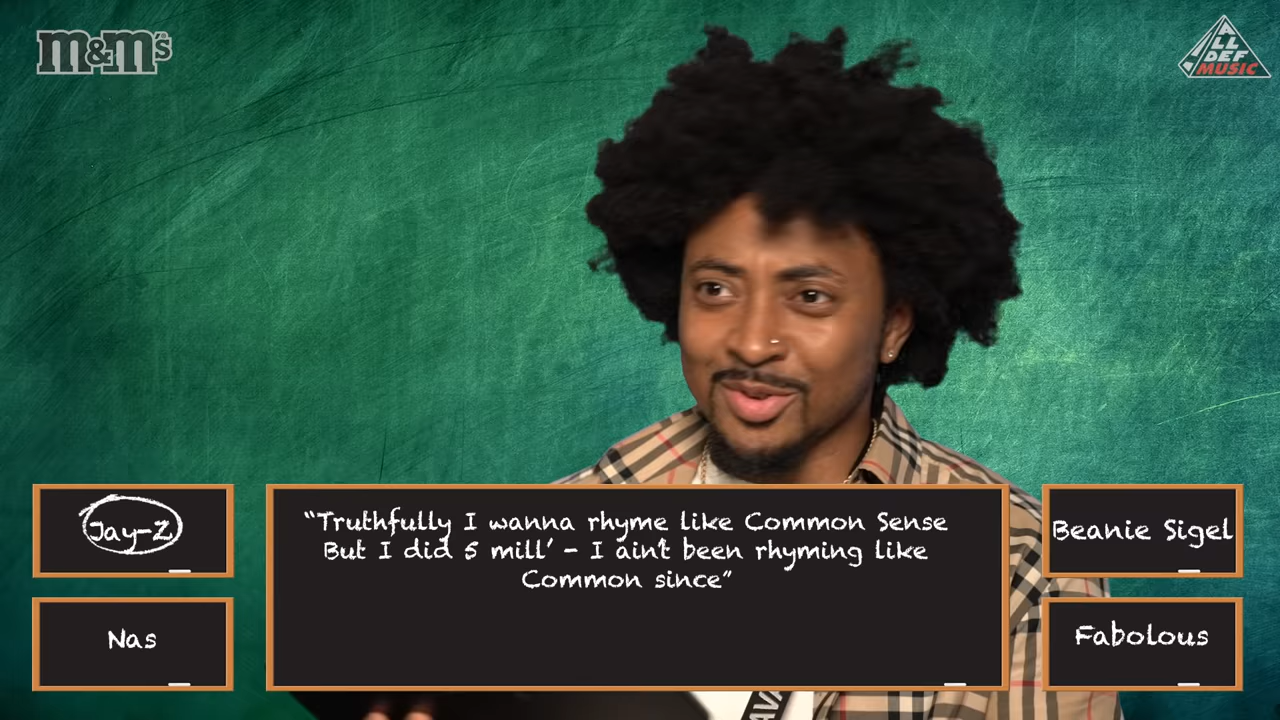 m&m's
ALL
DEF
MUSIC
Jay-Z
Nas
"Truthfully I wanna rhyme like Common Sense
But I did 5 mill' - I ain't been rhyming like
Common since"
Beanie Sigel
Fabolous